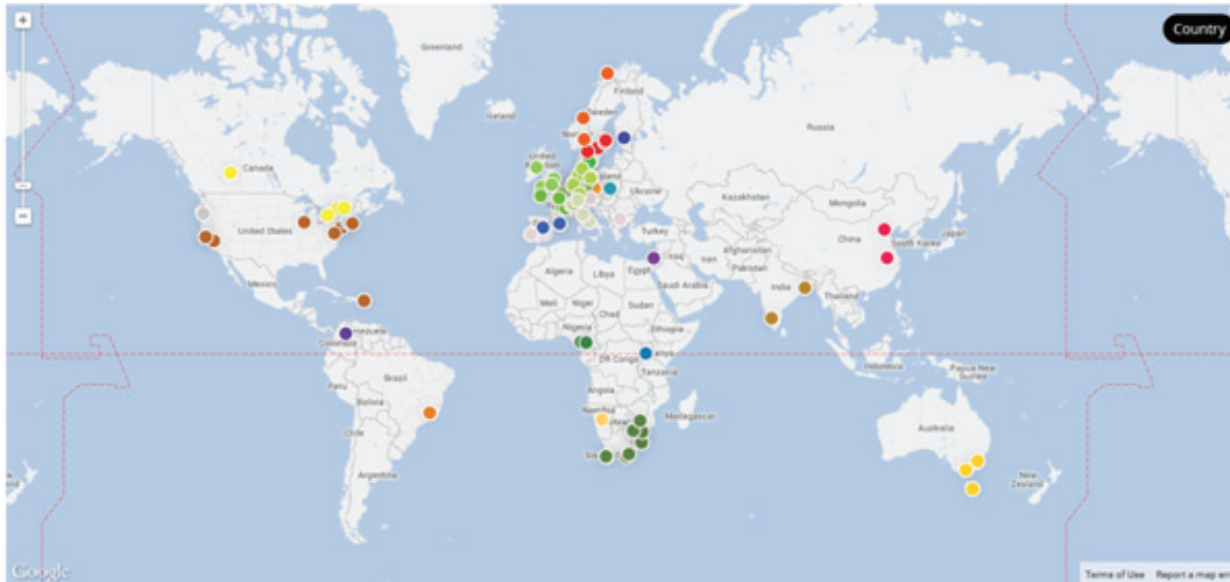 Country
Greenland
Iceland
Finland
Sweden
Russia
Canada
United
Ukraine
Kazakhstan
Mongolia
United States
Turkey
China
South Korea
Japan
Afghanistan
Iraq
Iran
Pakistan
Algeria
Libya
Egypt
Saudi Arabia
India
Mexico
Mali
Niger
Chad
Sudan
Thailand
Nigeria
Ethiopia
Colombia
DR Congo
Tanzania
Indonesia
Papua New
Guinea
Peru
Brazil
Angola
Bolivia
Namibia
Madagascar
Chile
Australia
Argentina
New
Zealand
Google
Terms of Use
Report a map err